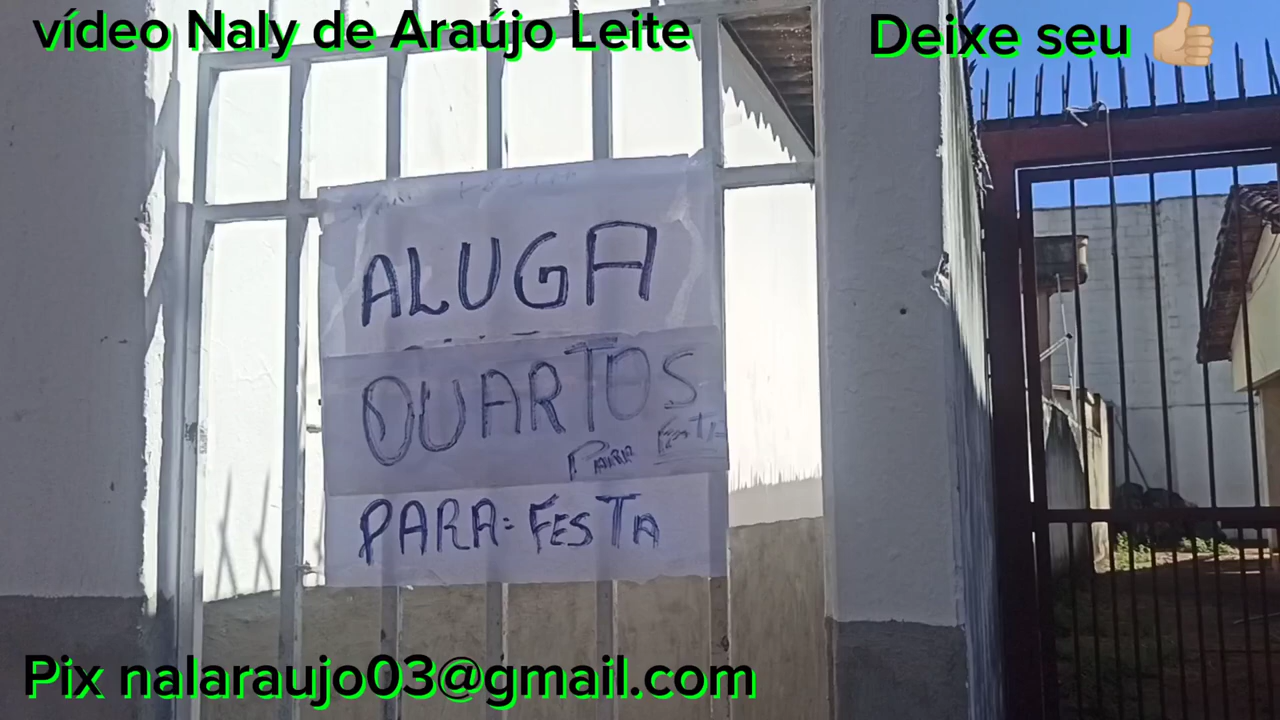 vídeo Naly de Araújo Leite
Deixe seu 👍🏼
ALUGA
QUARTOS
PARA FESTA
PARA: FESTA
Pix nalaraujo03@gmail.com